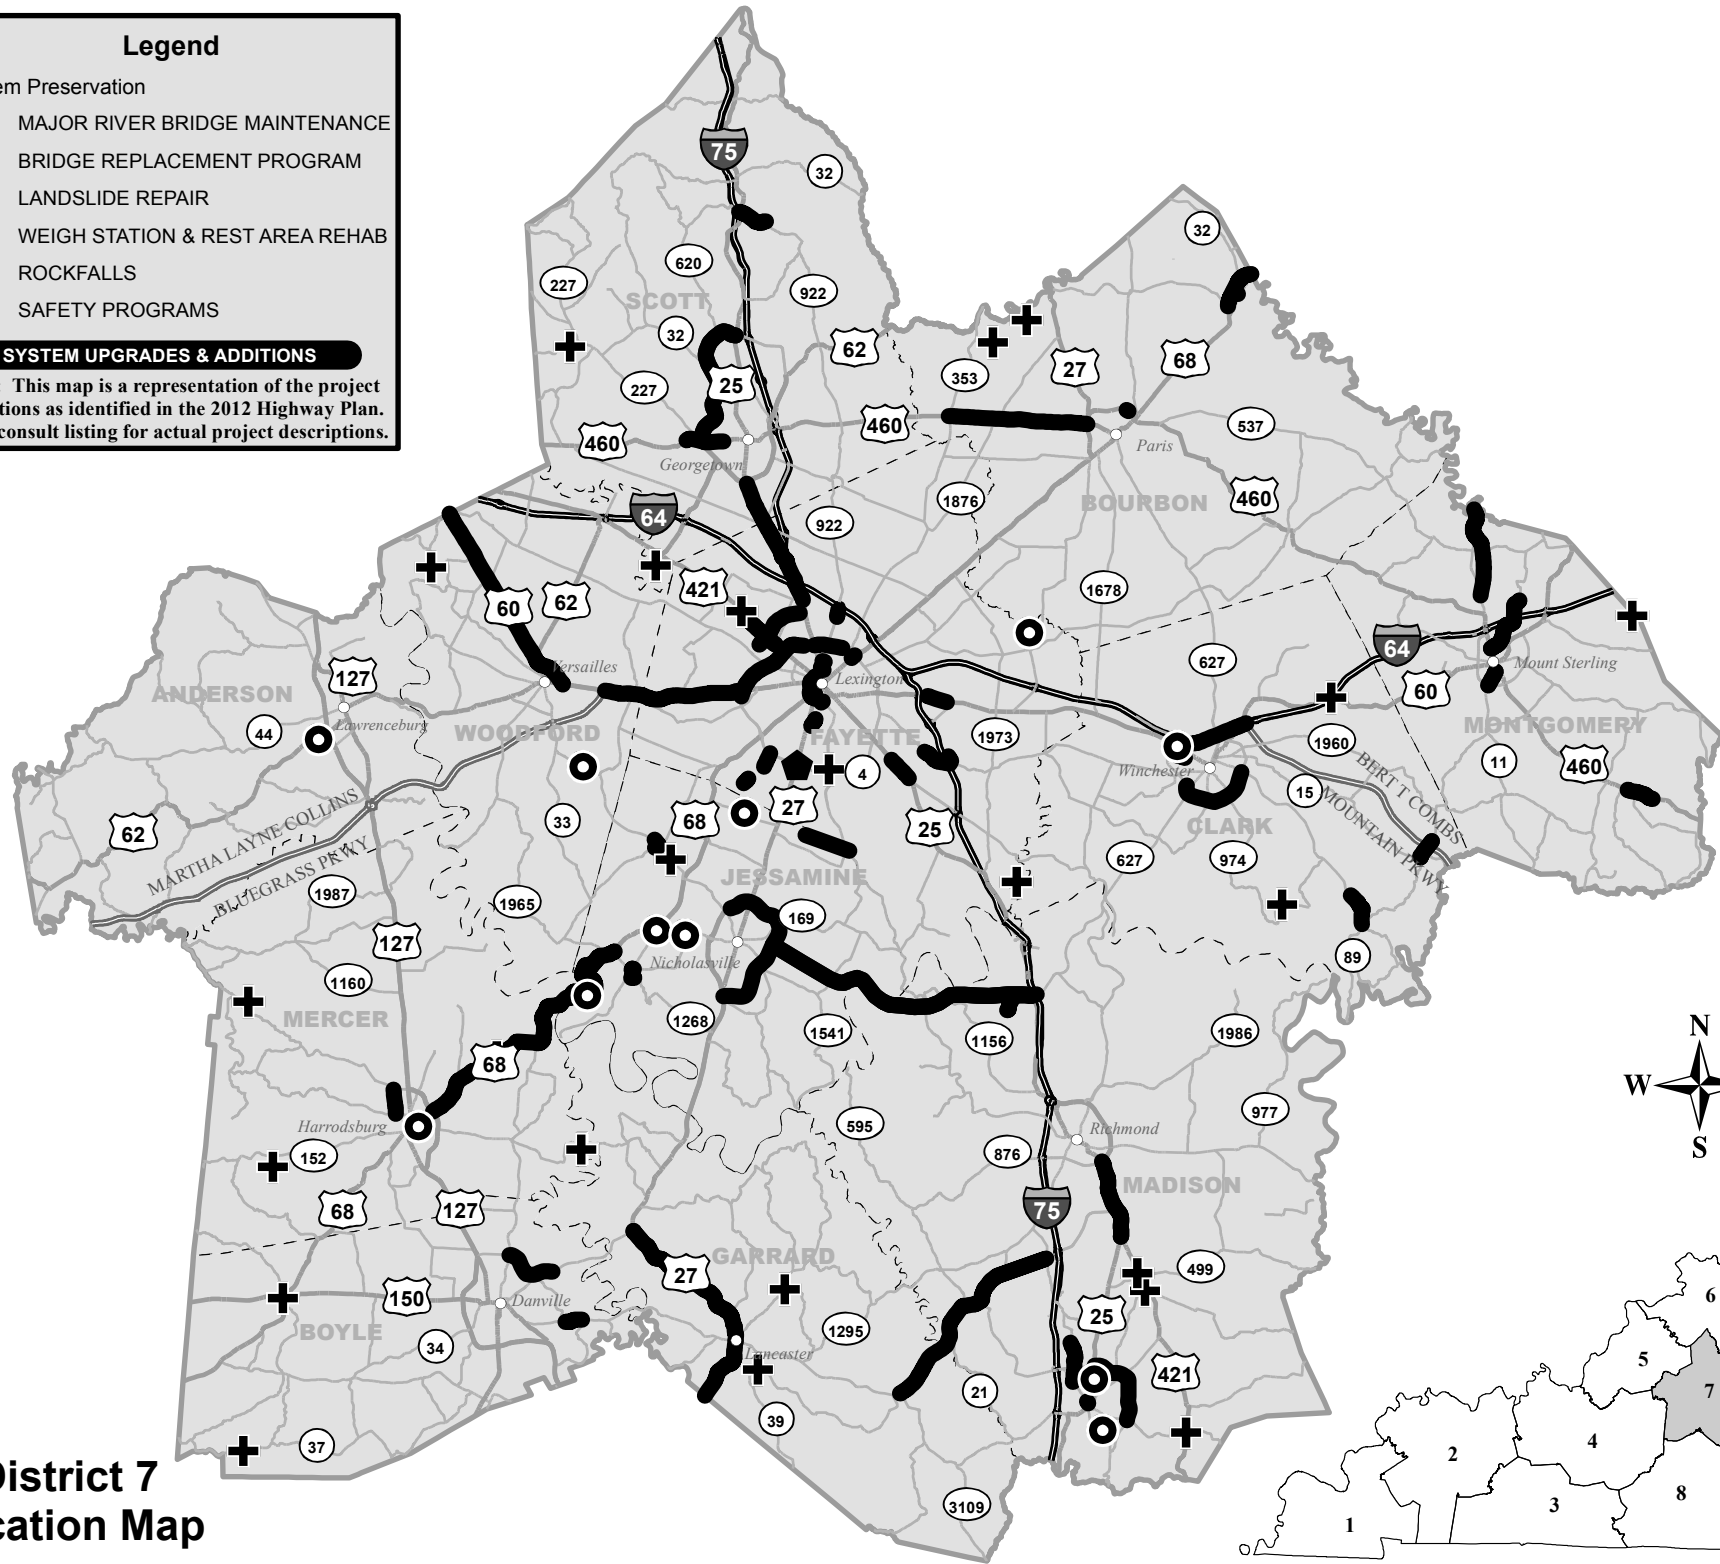 Legend
em Preservation
MAJOR RIVER BRIDGE MAINTENANCE
BRIDGE REPLACEMENT PROGRAM
LANDSLIDE REPAIR
WEIGH STATION & REST AREA REHAB
ROCKFALLS
SAFETY PROGRAMS
SYSTEM UPGRADES & ADDITIONS
: This map is a representation of the project
tions as identified in the 2012 Highway Plan.
consult listing for actual project descriptions.
75
32
32
620
227
922
SCOTT
32
62
227
25
353
27
68
460
460
537
Georgetown
Paris
1876
BOURBON
460
64
922
421
60
62
1678
127
Versailles
627
64
Mount Sterling
ANDERSON
Lexington
60
44
Lawrenceburg
WOODFORD
FAYETTE
1973
1960
MONTGOMERY
4
Winchester
11
460
BERT T COMBS
MOUNTAIN PKWY
15
62
MARTHA LAYNE COLLINS
BLUEGRASS PKWY
33
68
27
25
CLARK
627
974
JESSAMINE
1987
1965
169
127
Nicholasville
89
1160
MERCER
1268
1541
1156
1986
68
N
W
S
Harrodsburg
595
977
152
876
Richmond
68
127
75
MADISON
GARRARD
27
499
150
Danville
25
BOYLE
34
1295
Lancaster
421
21
39
37
3109
District 7
cation Map
6
5
7
4
2
8
3
1